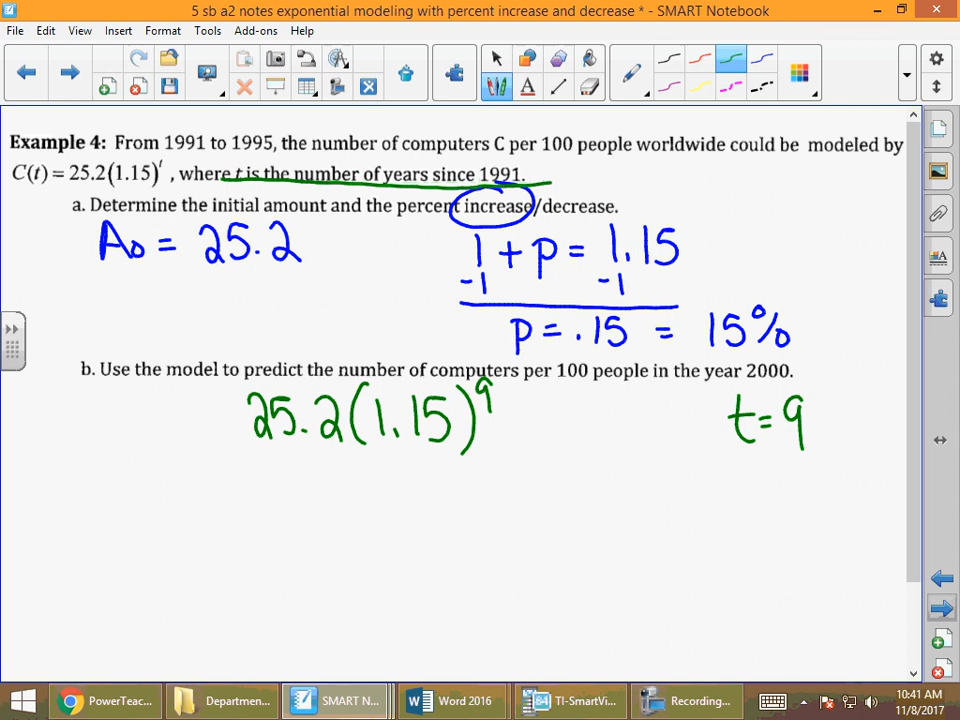 5 sb a2 notes exponential modeling with percent increase and decrease * - SMART Notebook
File Edit View Insert Format Tools Add-ons Help
Example 4: From 1991 to 1995, the number of computers C per 100 people worldwide could be modeled by
C(t) = 25.2(1.15)^t , where t is the number of years since 1991.
a. Determine the initial amount and the percent increase/decrease.
A₀ = 25.2 1 + p = 1.15
-1 -1
p = .15 = 15%
b. Use the model to predict the number of computers per 100 people in the year 2000.
25.2(1.15)^9 t = 9
PowerTeac... Departmen... SMART N... Word 2016 TI-SmartVi... Recording... 10:41 AM
11/8/2017